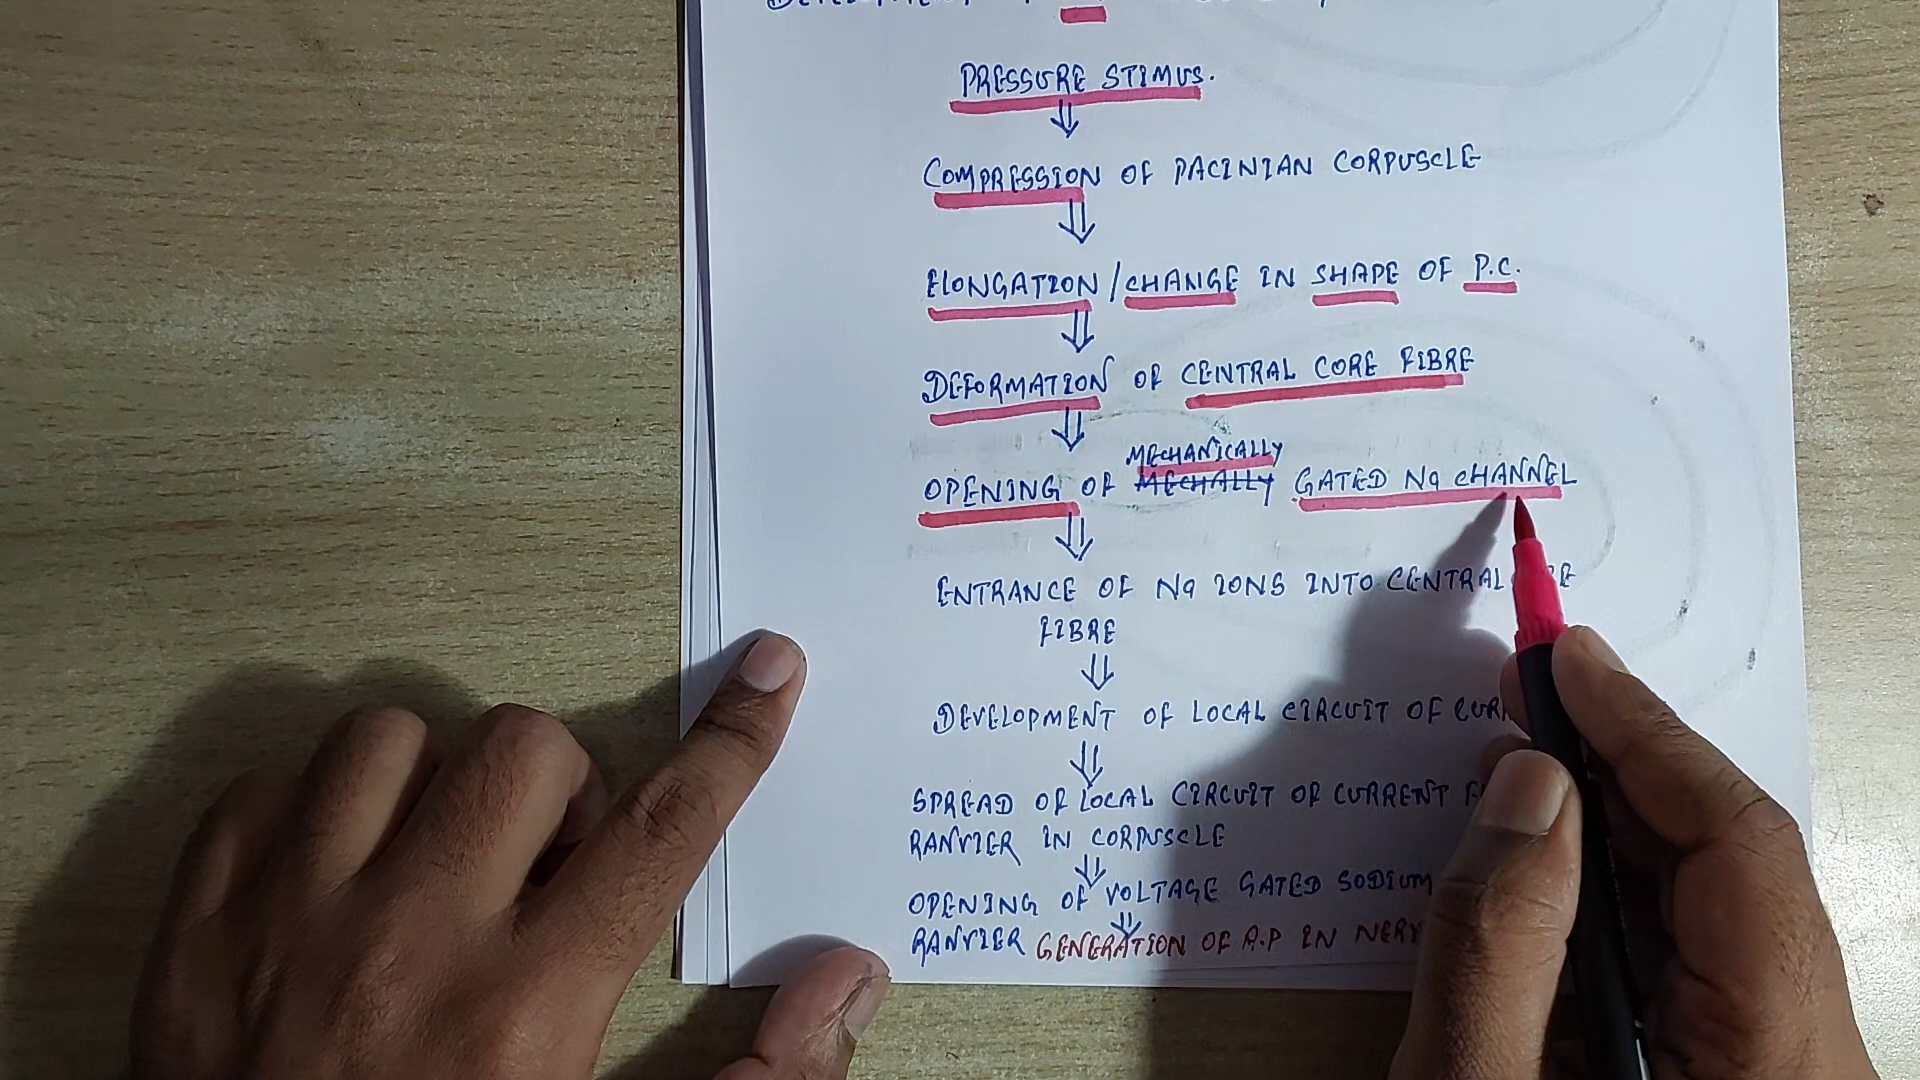 PRESSURE STIMUS.
COMPRESSION OF PACINIAN CORPUSCLE
ELONGATION / CHANGE IN SHAPE OF P.C.
DEFORMATION OF CENTRAL CORE FIBRE
MECHANICALLY
OPENING OF MECHALLY GATED Na CHANNEL
ENTRANCE OF Na IONS INTO CENTRAL
FIBRE
DEVELOPMENT OF LOCAL CIRCUIT OF
SPREAD OF LOCAL CIRCUIT OF CURRENT
RANVIER IN CORPUSCLE
OPENING OF VOLTAGE GATED SODIUM
RANVIER GENERATION OF A.P IN